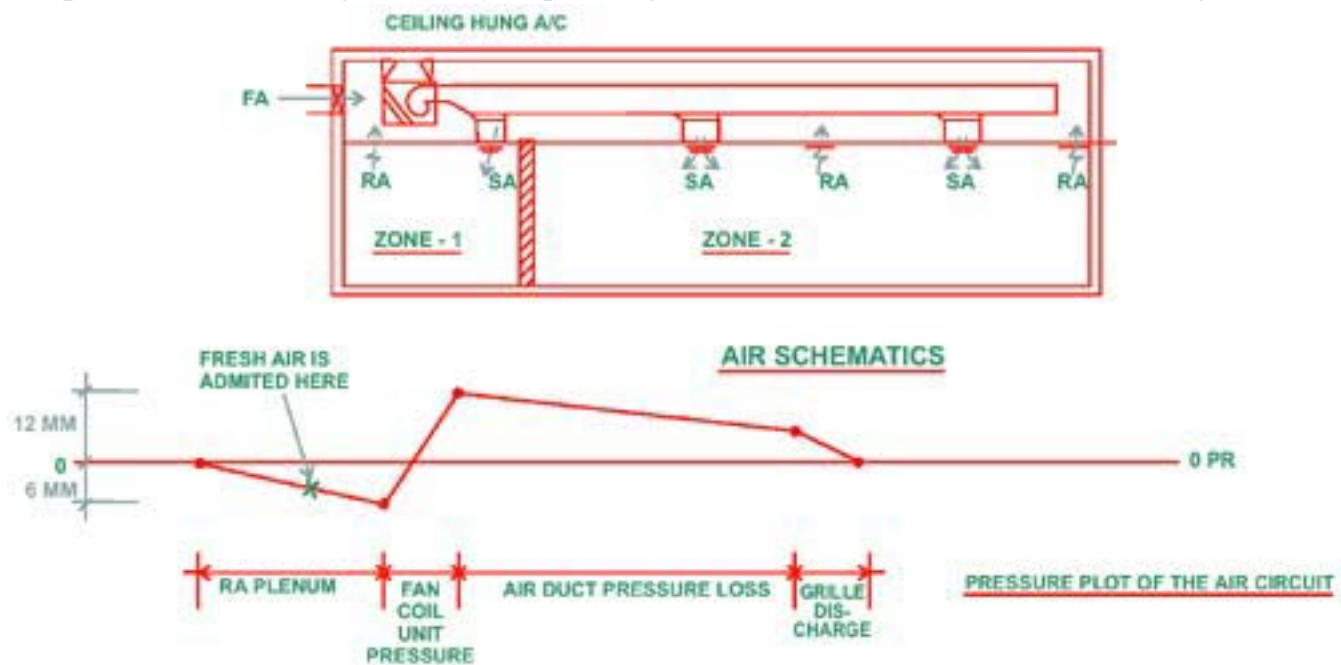 CEILING HUNG A/C
FA
RA
SA
SA
RA
SA
RA
ZONE - 1
ZONE - 2
FRESH AIR IS
ADMITED HERE
AIR SCHEMATICS
12 MM
0
0 PR
6 MM
RA PLENUM
FAN
COIL
UNIT
PRESSURE
AIR DUCT PRESSURE LOSS
GRILLE
DIS-
CHARGE
PRESSURE PLOT OF THE AIR CIRCUIT